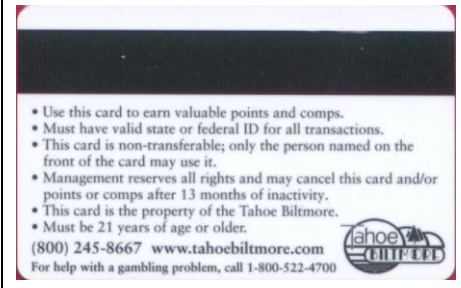 • Use this card to earn valuable points and comps.
• Must have valid state or federal ID for all transactions.
• This card is non-transferable; only the person named on the
front of the card may use it.
• Management reserves all rights and may cancel this card and/or
points or comps after 13 months of inactivity.
• This card is the property of the Tahoe Biltmore.
• Must be 21 years of age or older.
(800) 245-8667 www.tahoebiltmore.com
For help with a gambling problem, call 1-800-522-4700
Tahoe
BILTMORE